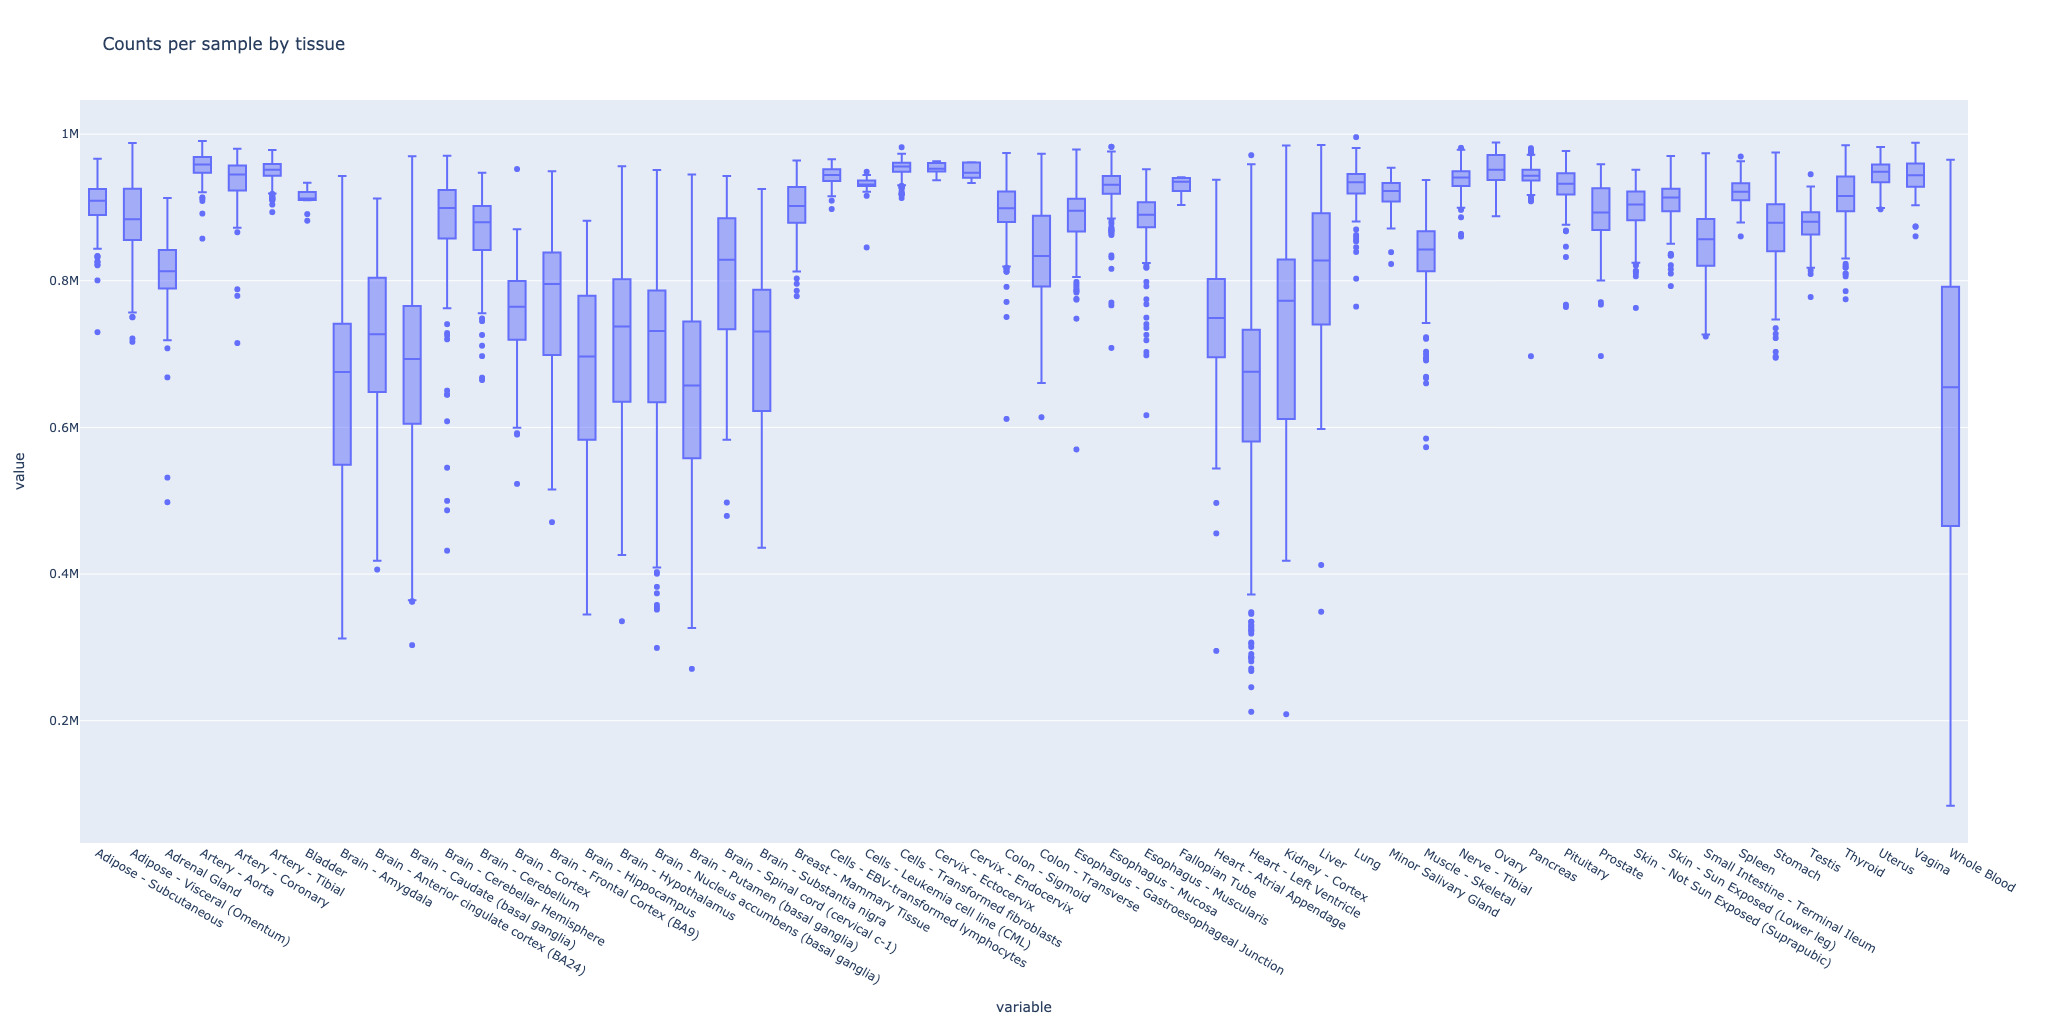 Counts per sample by tissue
1M
0.8M
0.6M
0.4M
0.2M
value
Adipose - Subcutaneous
Adipose - Visceral (Omentum)
Adrenal Gland
Artery - Aorta
Artery - Coronary
Artery - Tibial
Bladder
Brain - Amygdala
Brain - Anterior cingulate cortex (BA24)
Brain - Caudate (basal ganglia)
Brain - Cerebellar Hemisphere
Brain - Cerebellum
Brain - Cortex
Brain - Frontal Cortex (BA9)
Brain - Hippocampus
Brain - Hypothalamus
Brain - Nucleus accumbens (basal ganglia)
Brain - Putamen (basal ganglia)
Brain - Spinal cord (cervical c-1)
Brain - Substantia nigra
Breast - Mammary Tissue
Cells - EBV-transformed lymphocytes
Cells - Leukemia cell line (CML)
Cells - Transformed fibroblasts
Cervix - Ectocervix
Cervix - Endocervix
Colon - Sigmoid
Colon - Transverse
Esophagus - Gastroesophageal Junction
Esophagus - Mucosa
Esophagus - Muscularis
Fallopian Tube
Heart - Atrial Appendage
Heart - Left Ventricle
Kidney - Cortex
Liver
Lung
Minor Salivary Gland
Muscle - Skeletal
Nerve - Tibial
Ovary
Pancreas
Pituitary
Prostate
Skin - Not Sun Exposed (Suprapubic)
Skin - Sun Exposed (Lower leg)
Small Intestine - Terminal Ileum
Spleen
Stomach
Testis
Thyroid
Uterus
Vagina
Whole Blood
variable